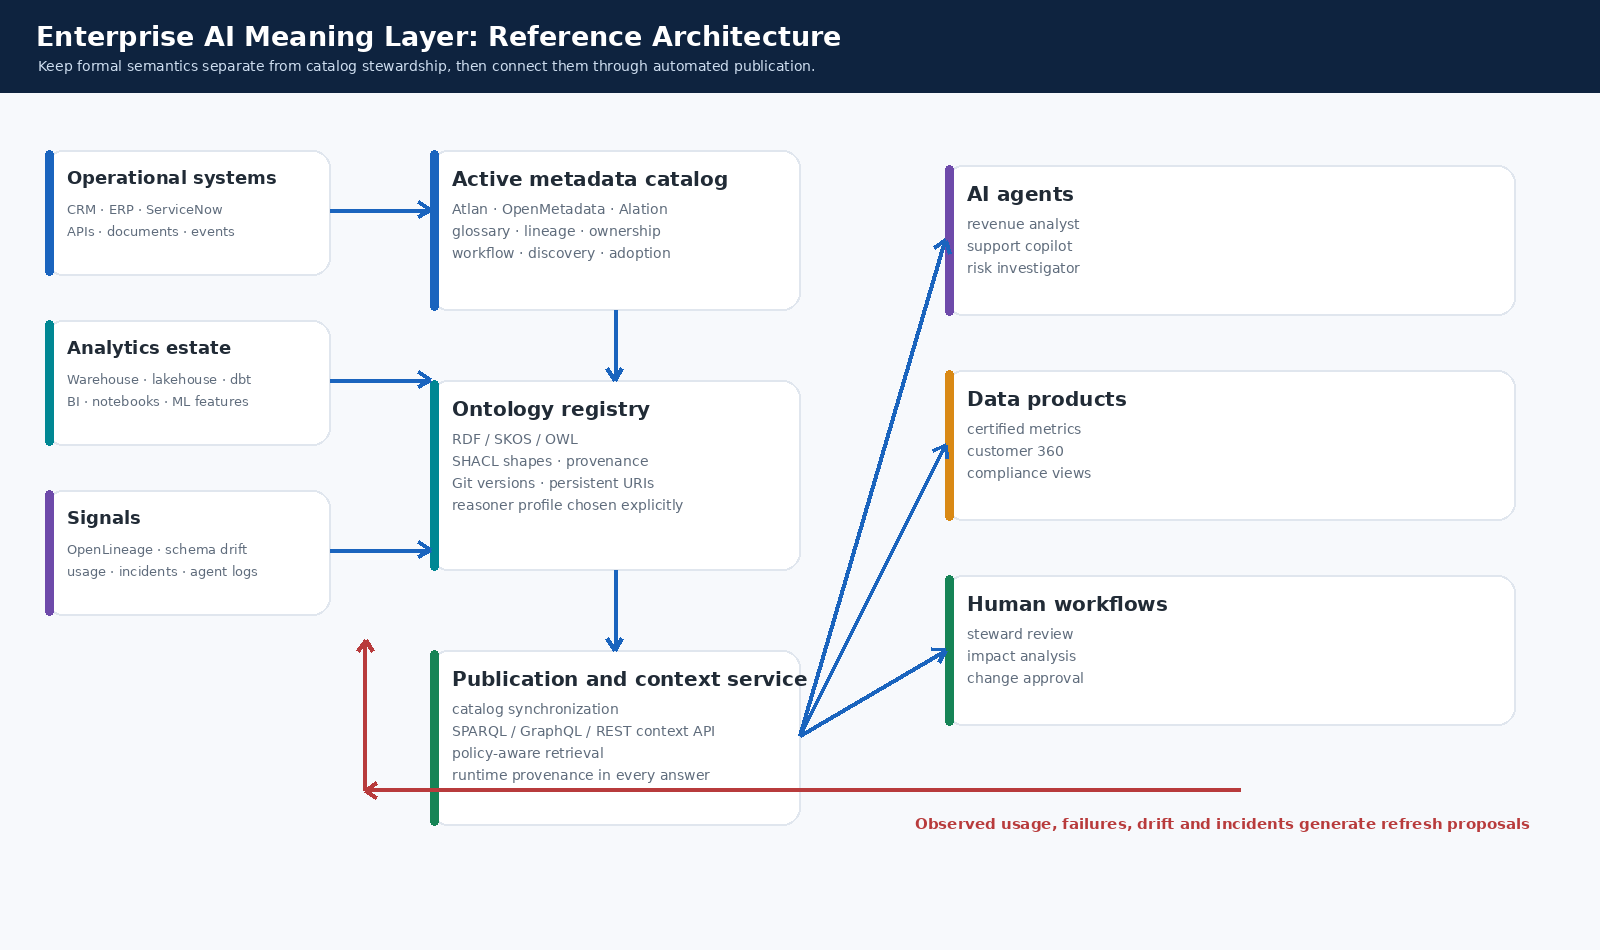 Enterprise AI Meaning Layer: Reference Architecture
Keep formal semantics separate from catalog stewardship, then connect them through automated publication.
Operational systems
CRM · ERP · ServiceNow
APIs · documents · events
Analytics estate
Warehouse · lakehouse · dbt
BI · notebooks · ML features
Signals
OpenLineage · schema drift
usage · incidents · agent logs
Active metadata catalog
Atlan · OpenMetadata · Alation
glossary · lineage · ownership
workflow · discovery · adoption
Ontology registry
RDF / SKOS / OWL
SHACL shapes · provenance
Git versions · persistent URIs
reasoner profile chosen explicitly
Publication and context service
catalog synchronization
SPARQL / GraphQL / REST context API
policy-aware retrieval
runtime provenance in every answer
AI agents
revenue analyst
support copilot
risk investigator
Data products
certified metrics
customer 360
compliance views
Human workflows
steward review
impact analysis
change approval
Observed usage, failures, drift and incidents generate refresh proposals